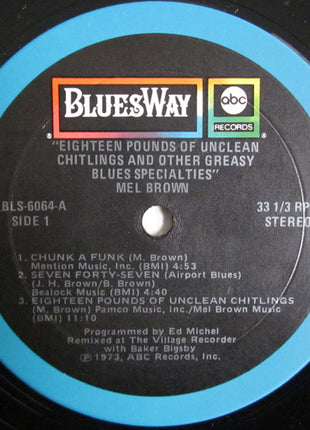 BLUESWAY
abc
RECORDS
"EIGHTEEN POUNDS OF UNCLEAN
CHITLINGS AND OTHER GREASY
BLUES SPECIALTIES"
MEL BROWN
BLS-6064-A
SIDE 1
33 1/3 RP
STEREO
1. CHUNK A FUNK (M. Brown)
Mention Music, Inc. (BMI) 4:53
2. SEVEN FORTY-SEVEN (Airport Blues)
(J. H. Brown/B. Brown)
Bealock Music (BMI) 4:39
3. EIGHTEEN POUNDS OF UNCLEAN CHITLINGS
(M. Brown) Pamco Music, Inc./Mel Brown Music
(BMI) 11:10
Programmed by Ed Michel
Remixed at The Village Recorder
with Baker Bigsby
℗1973, ABC Records, Inc.